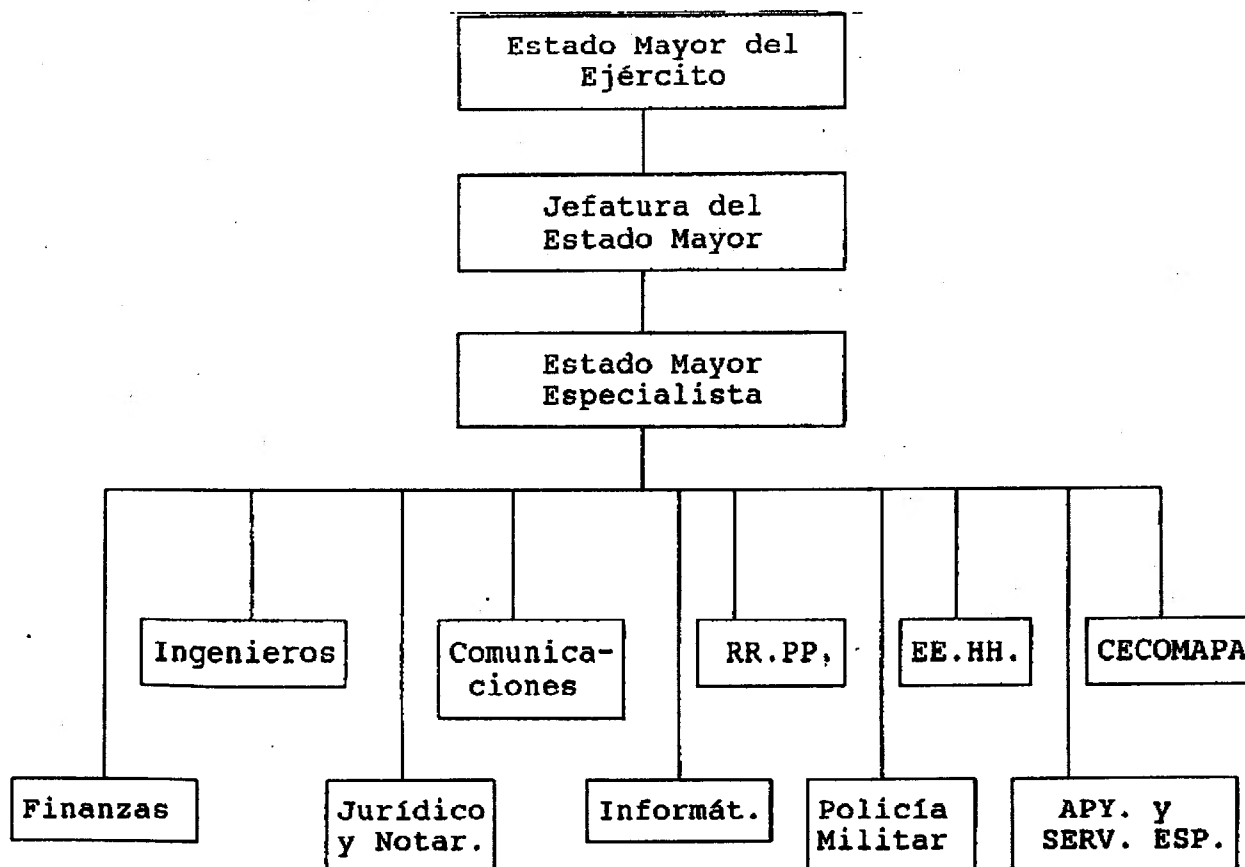 Estado Mayor del
Ejército
Jefatura del
Estado Mayor
Estado Mayor
Especialista
Ingenieros
Comunica-
ciones
RR.PP.
EE.HH.
CECOMAPA
Finanzas
Jurídico
y Notar.
Informát.
Policía
Militar
APY. y
SERV. ESP.